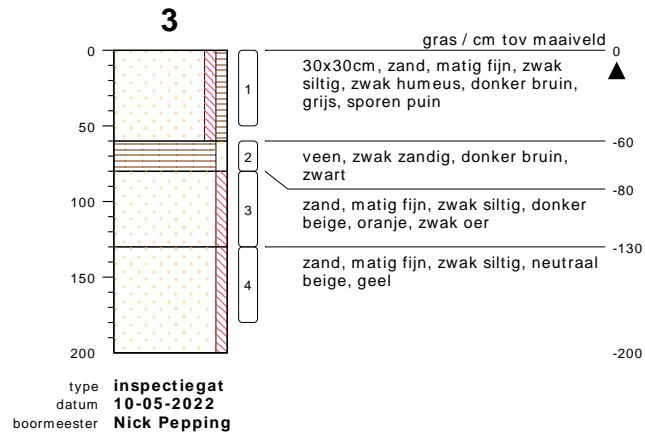 3
gras / cm tov maaiveld
0
0
30x30cm, zand, matig fijn, zwak
siltig, zwak humeus, donker bruin,
grijs, sporen puin
1
50
-60
2
veen, zwak zandig, donker bruin,
zwart
-80
100
3
zand, matig fijn, zwak siltig, donker
beige, oranje, zwak oer
-130
zand, matig fijn, zwak siltig, neutraal
beige, geel
150
4
200
-200
type inspectiegat
datum 10-05-2022
boormeester Nick Pepping